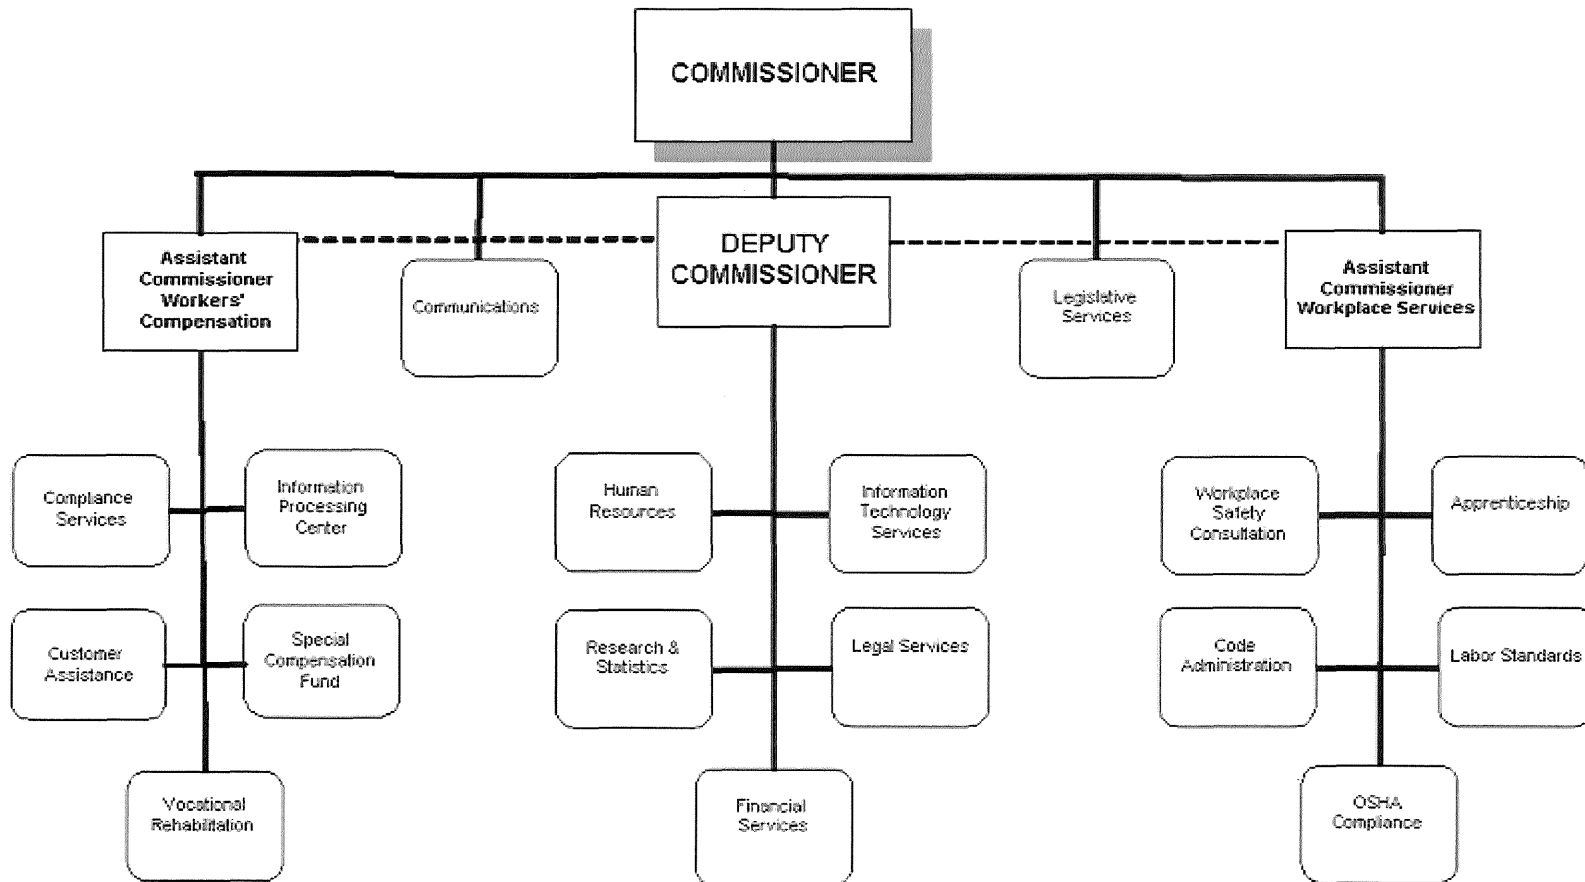 COMMISSIONER
DEPUTY
COMMISSIONER
Assistant
Commissioner
Workers'
Compensation
Communications
Legislative
Services
Assistant
Commissioner
Workplace Services
Compliance
Services
Information
Processing
Center
Human
Resources
Information
Technology
Services
Workplace
Safety
Consultation
Apprenticeship
Customer
Assistance
Special
Compensation
Fund
Research &
Statistics
Legal Services
Code
Administration
Labor Standards
Vocational
Rehabilitation
Financial
Services
OSHA
Compliance